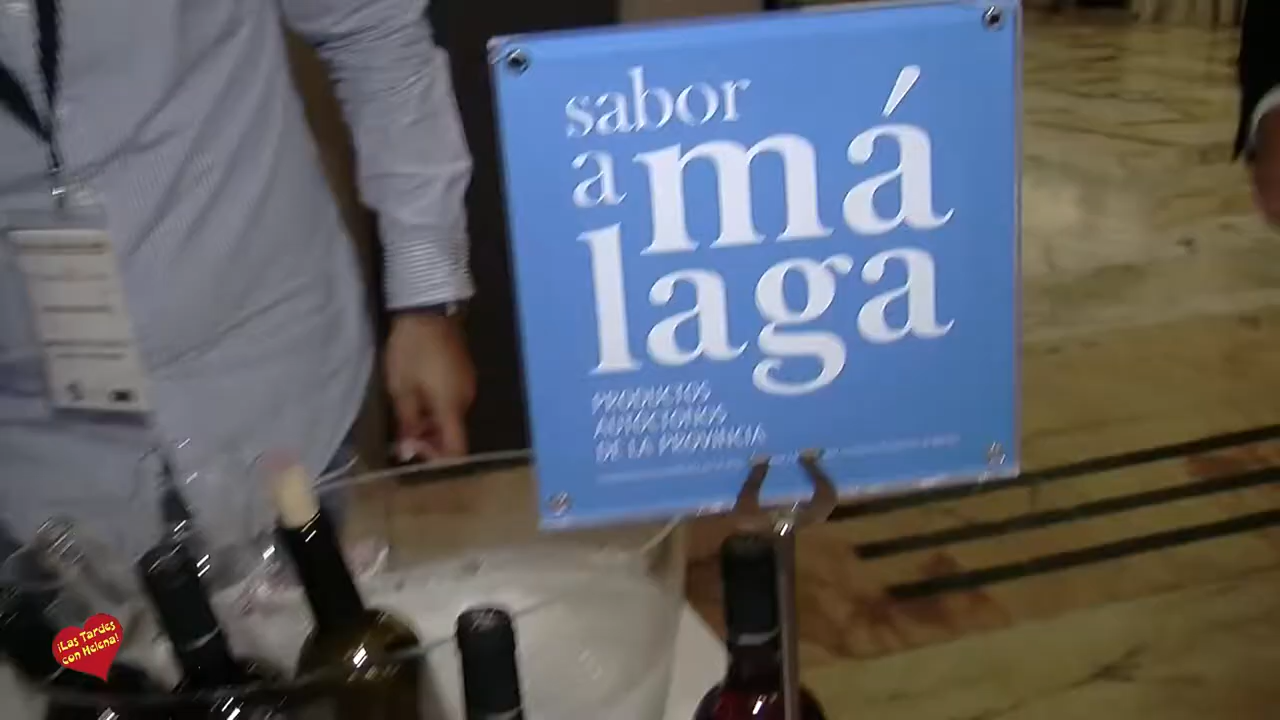 sabor
a má
laga
PRODUCTOS
AUTÓCTONOS
DE LA PROVINCIA
¡Las Tardes
con Helena!